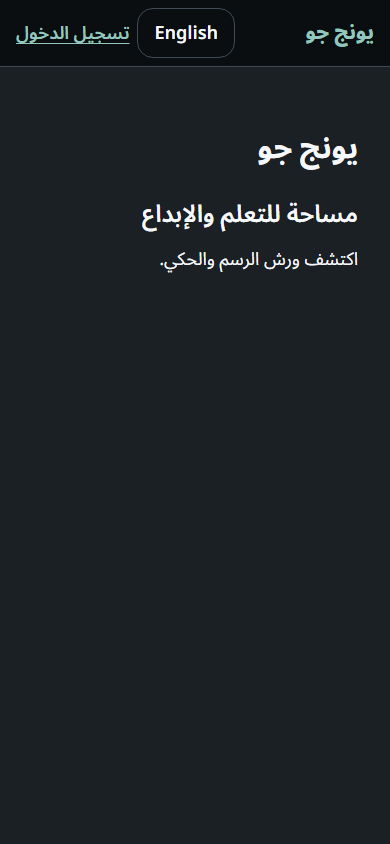 يونج جو
English
تسجيل الدخول
يونج جو
مساحة للتعلم والإبداع
اكتشف ورش الرسم والحكي.